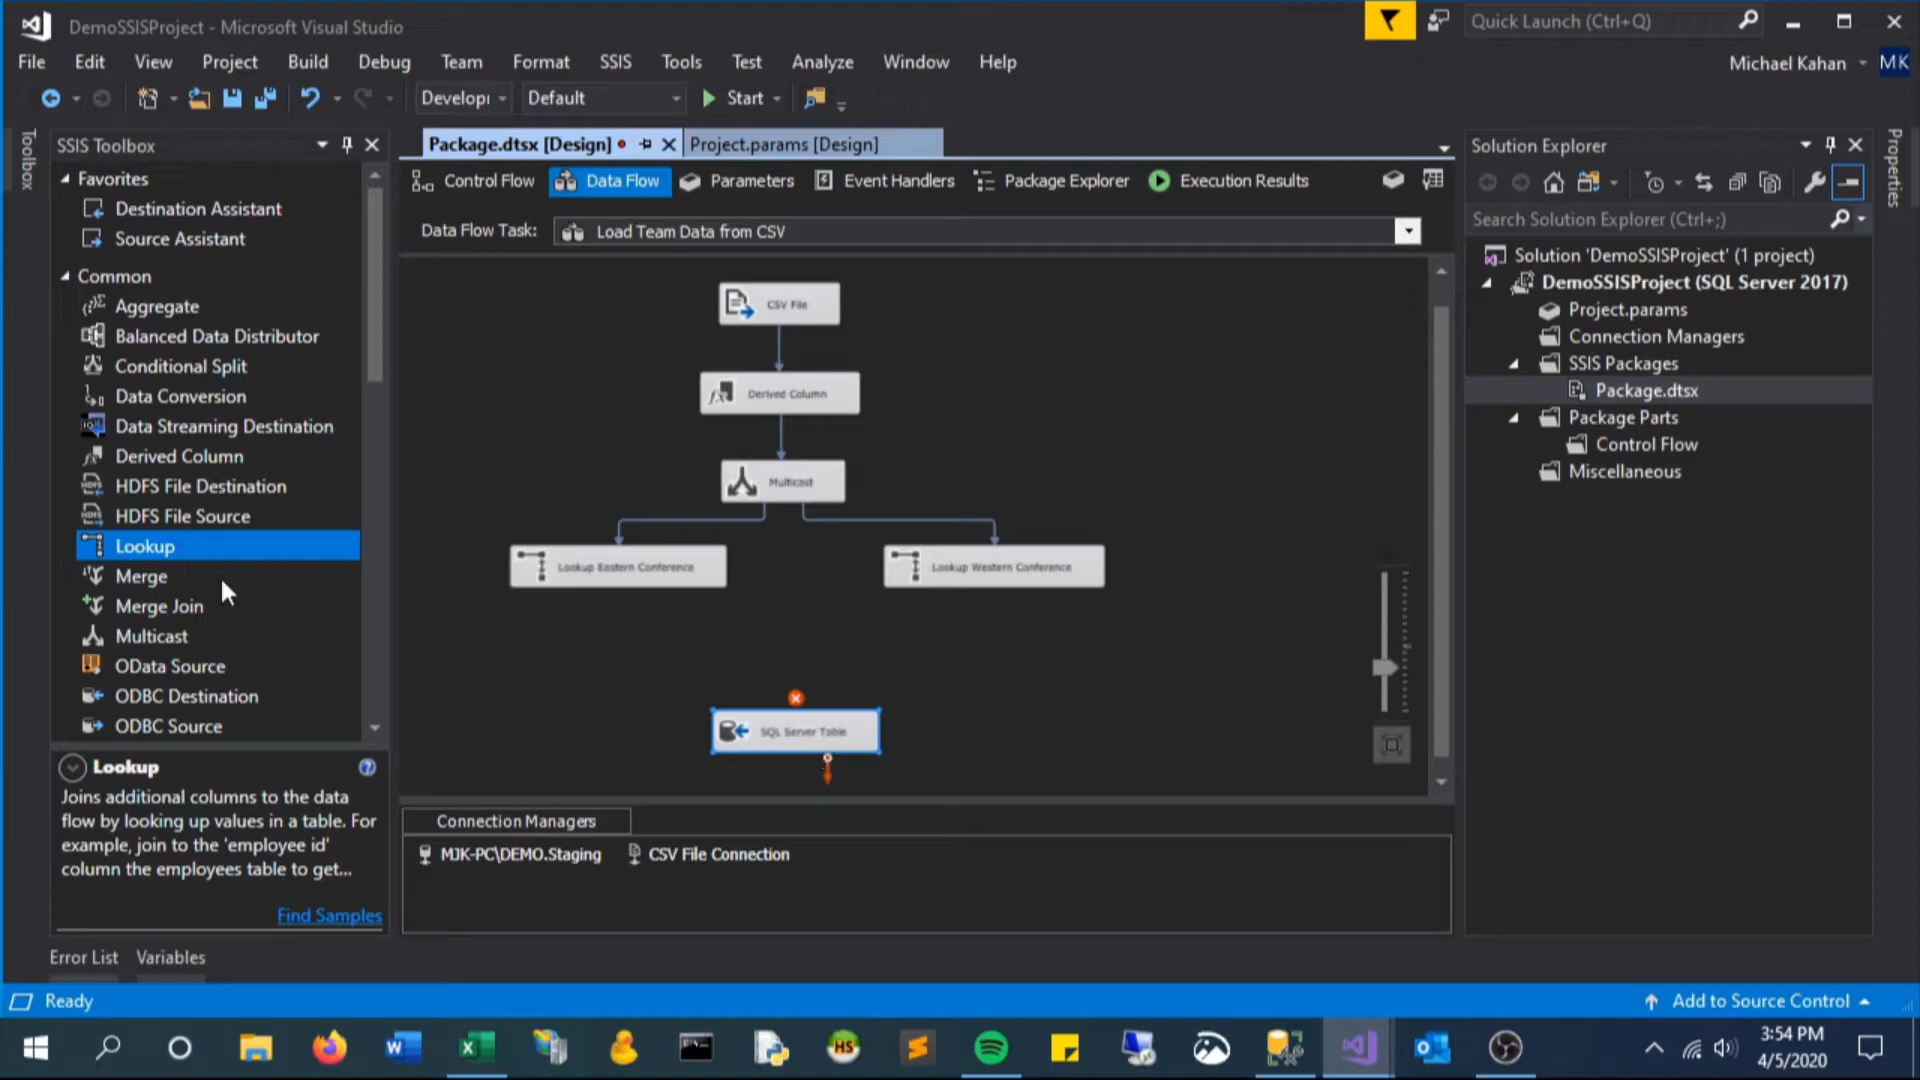 DemoSSISProject - Microsoft Visual Studio
Quick Launch (Ctrl+Q)
File Edit View Project Build Debug Team Format SSIS Tools Test Analyze Window Help
Michael Kahan MK
Developi Default Start
Toolbox
SSIS Toolbox
Favorites
Destination Assistant
Source Assistant
Common
Aggregate
Balanced Data Distributor
Conditional Split
Data Conversion
Data Streaming Destination
Derived Column
HDFS File Destination
HDFS File Source
Lookup
Merge
Merge Join
Multicast
OData Source
ODBC Destination
ODBC Source
Lookup
Joins additional columns to the data
flow by looking up values in a table. For
example, join to the 'employee id'
column the employees table to get...
Find Samples
Error List Variables
Package.dtsx [Design] Project.params [Design]
Control Flow Data Flow Parameters Event Handlers Package Explorer Execution Results
Data Flow Task: Load Team Data from CSV
CSV File
Derived Column
Multicast
Lookup Eastern Conference
Lookup Western Conference
SQL Server Table
Connection Managers
MJK-PC\DEMO.Staging CSV File Connection
Solution Explorer
Search Solution Explorer (Ctrl+;)
Solution 'DemoSSISProject' (1 project)
DemoSSISProject (SQL Server 2017)
Project.params
Connection Managers
SSIS Packages
Package.dtsx
Package Parts
Control Flow
Miscellaneous
Properties
Ready
Add to Source Control
HS
3:54 PM
4/5/2020